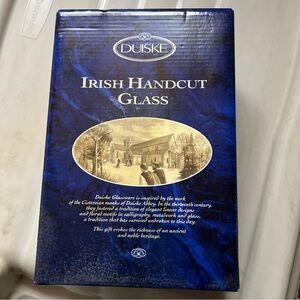 DUISKE
IRISH HANDCUT
GLASS
Duiske Glassware is inspired by the work
of the Cistercian monks of Duiske Abbey. In the thirteenth century,
they fostered a tradition of elegant linear designs
and floral motifs in calligraphy, metalwork and glass,
a tradition that has survived unbroken to this day.
This gift evokes the richness of an ancient
and noble heritage.